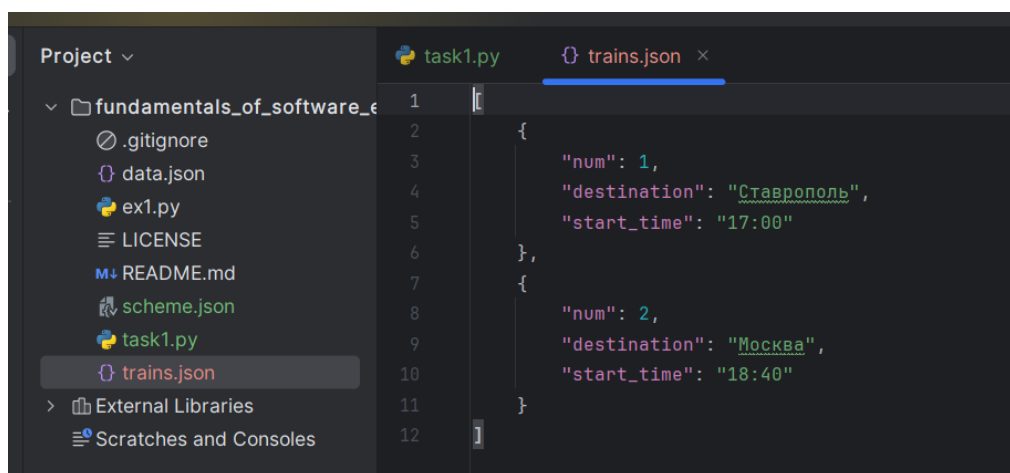 Project
fundamentals_of_software_e
.gitignore
data.json
ex1.py
LICENSE
README.md
scheme.json
task1.py
trains.json
External Libraries
Scratches and Consoles
task1.py
trains.json
1 [
2 {
3 "num": 1,
4 "destination": "Ставрополь",
5 "start_time": "17:00"
6 },
7 {
8 "num": 2,
9 "destination": "Москва",
10 "start_time": "18:40"
11 }
12 ]